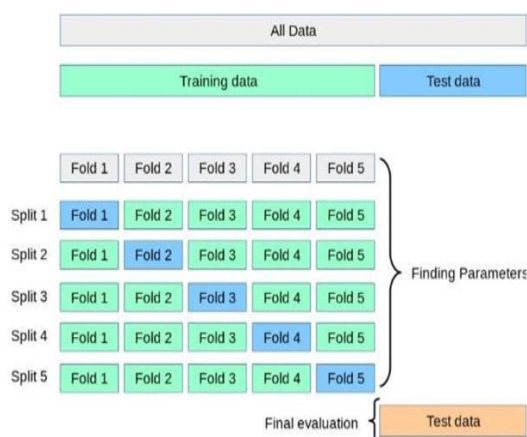 All Data
Training data Test data
Fold 1 Fold 2 Fold 3 Fold 4 Fold 5
Split 1 Fold 1 Fold 2 Fold 3 Fold 4 Fold 5
Split 2 Fold 1 Fold 2 Fold 3 Fold 4 Fold 5
Finding Parameters
Split 3 Fold 1 Fold 2 Fold 3 Fold 4 Fold 5
Split 4 Fold 1 Fold 2 Fold 3 Fold 4 Fold 5
Split 5 Fold 1 Fold 2 Fold 3 Fold 4 Fold 5
Final evaluation Test data